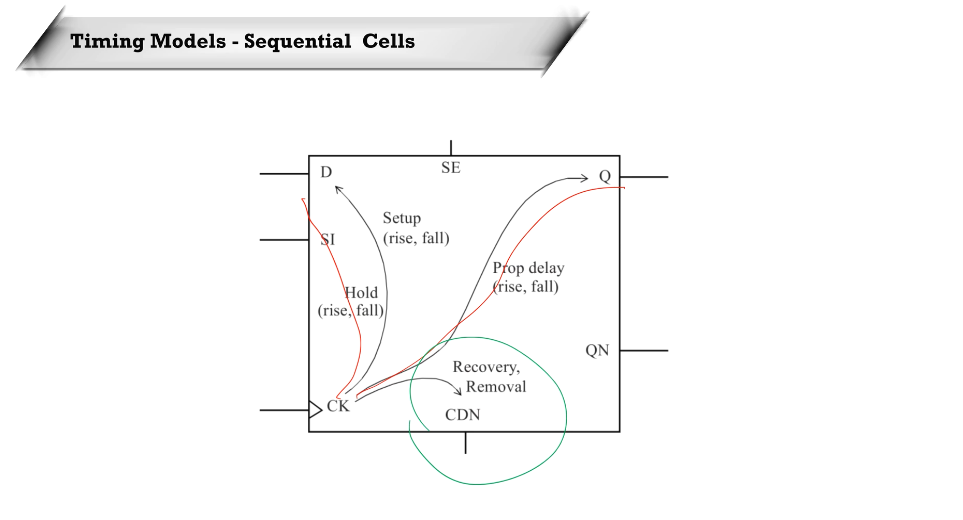 Timing Models - Sequential Cells
SE
D
Q
Setup
(rise, fall)
SI
Prop delay
(rise, fall)
Hold
(rise, fall)
QN
Recovery,
Removal
CK
CDN